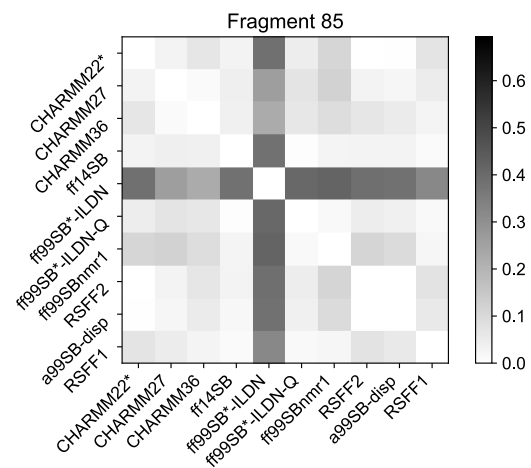 Fragment 85
CHARMM22*
CHARMM27
CHARMM36
ff14SB
ff99SB*-ILDN
ff99SB*-ILDN-Q
ff99SBnmr1
RSFF2
a99SB-disp
RSFF1
CHARMM22*
CHARMM27
CHARMM36
ff14SB
ff99SB*-ILDN
ff99SB*-ILDN-Q
ff99SBnmr1
RSFF2
a99SB-disp
RSFF1
0.6
0.5
0.4
0.3
0.2
0.1
0.0